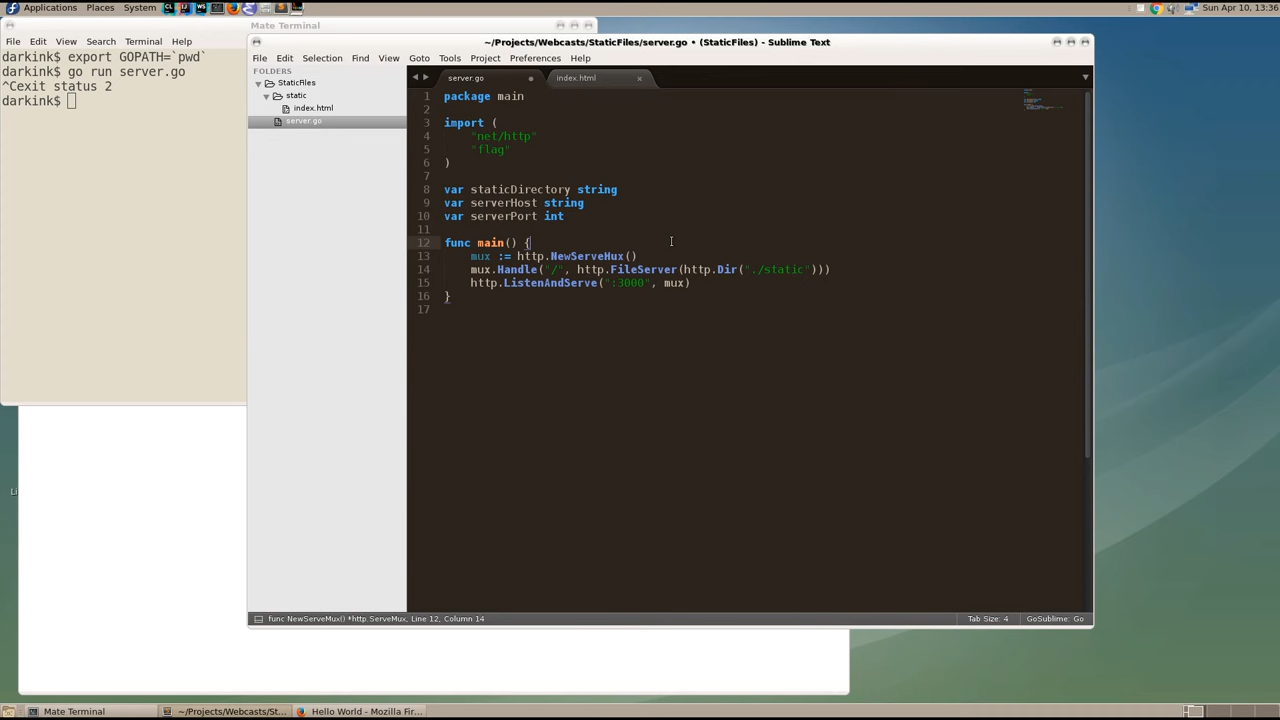 Applications Places System Sun Apr 10, 13:36
Mate Terminal
File Edit View Search Terminal Help
darkink$ export GOPATH=`pwd`
darkink$ go run server.go
^Cexit status 2
darkink$
~/Projects/Webcasts/StaticFiles/server.go • (StaticFiles) - Sublime Text
File Edit Selection Find View Goto Tools Project Preferences Help
FOLDERS
StaticFiles
static
index.html
server.go
server.go index.html
1 package main
2
3 import (
4 "net/http"
5 "flag"
6 )
7
8 var staticDirectory string
9 var serverHost string
10 var serverPort int
11
12 func main() {
13 mux := http.NewServeMux()
14 mux.Handle("/", http.FileServer(http.Dir("./static")))
15 http.ListenAndServe(":3000", mux)
16 }
17
Li
func NewServeMux() *http.ServeMux, Line 12, Column 14 Tab Size: 4 GoSublime: Go
Mate Terminal ~/Projects/Webcasts/St... Hello World - Mozilla Fir...